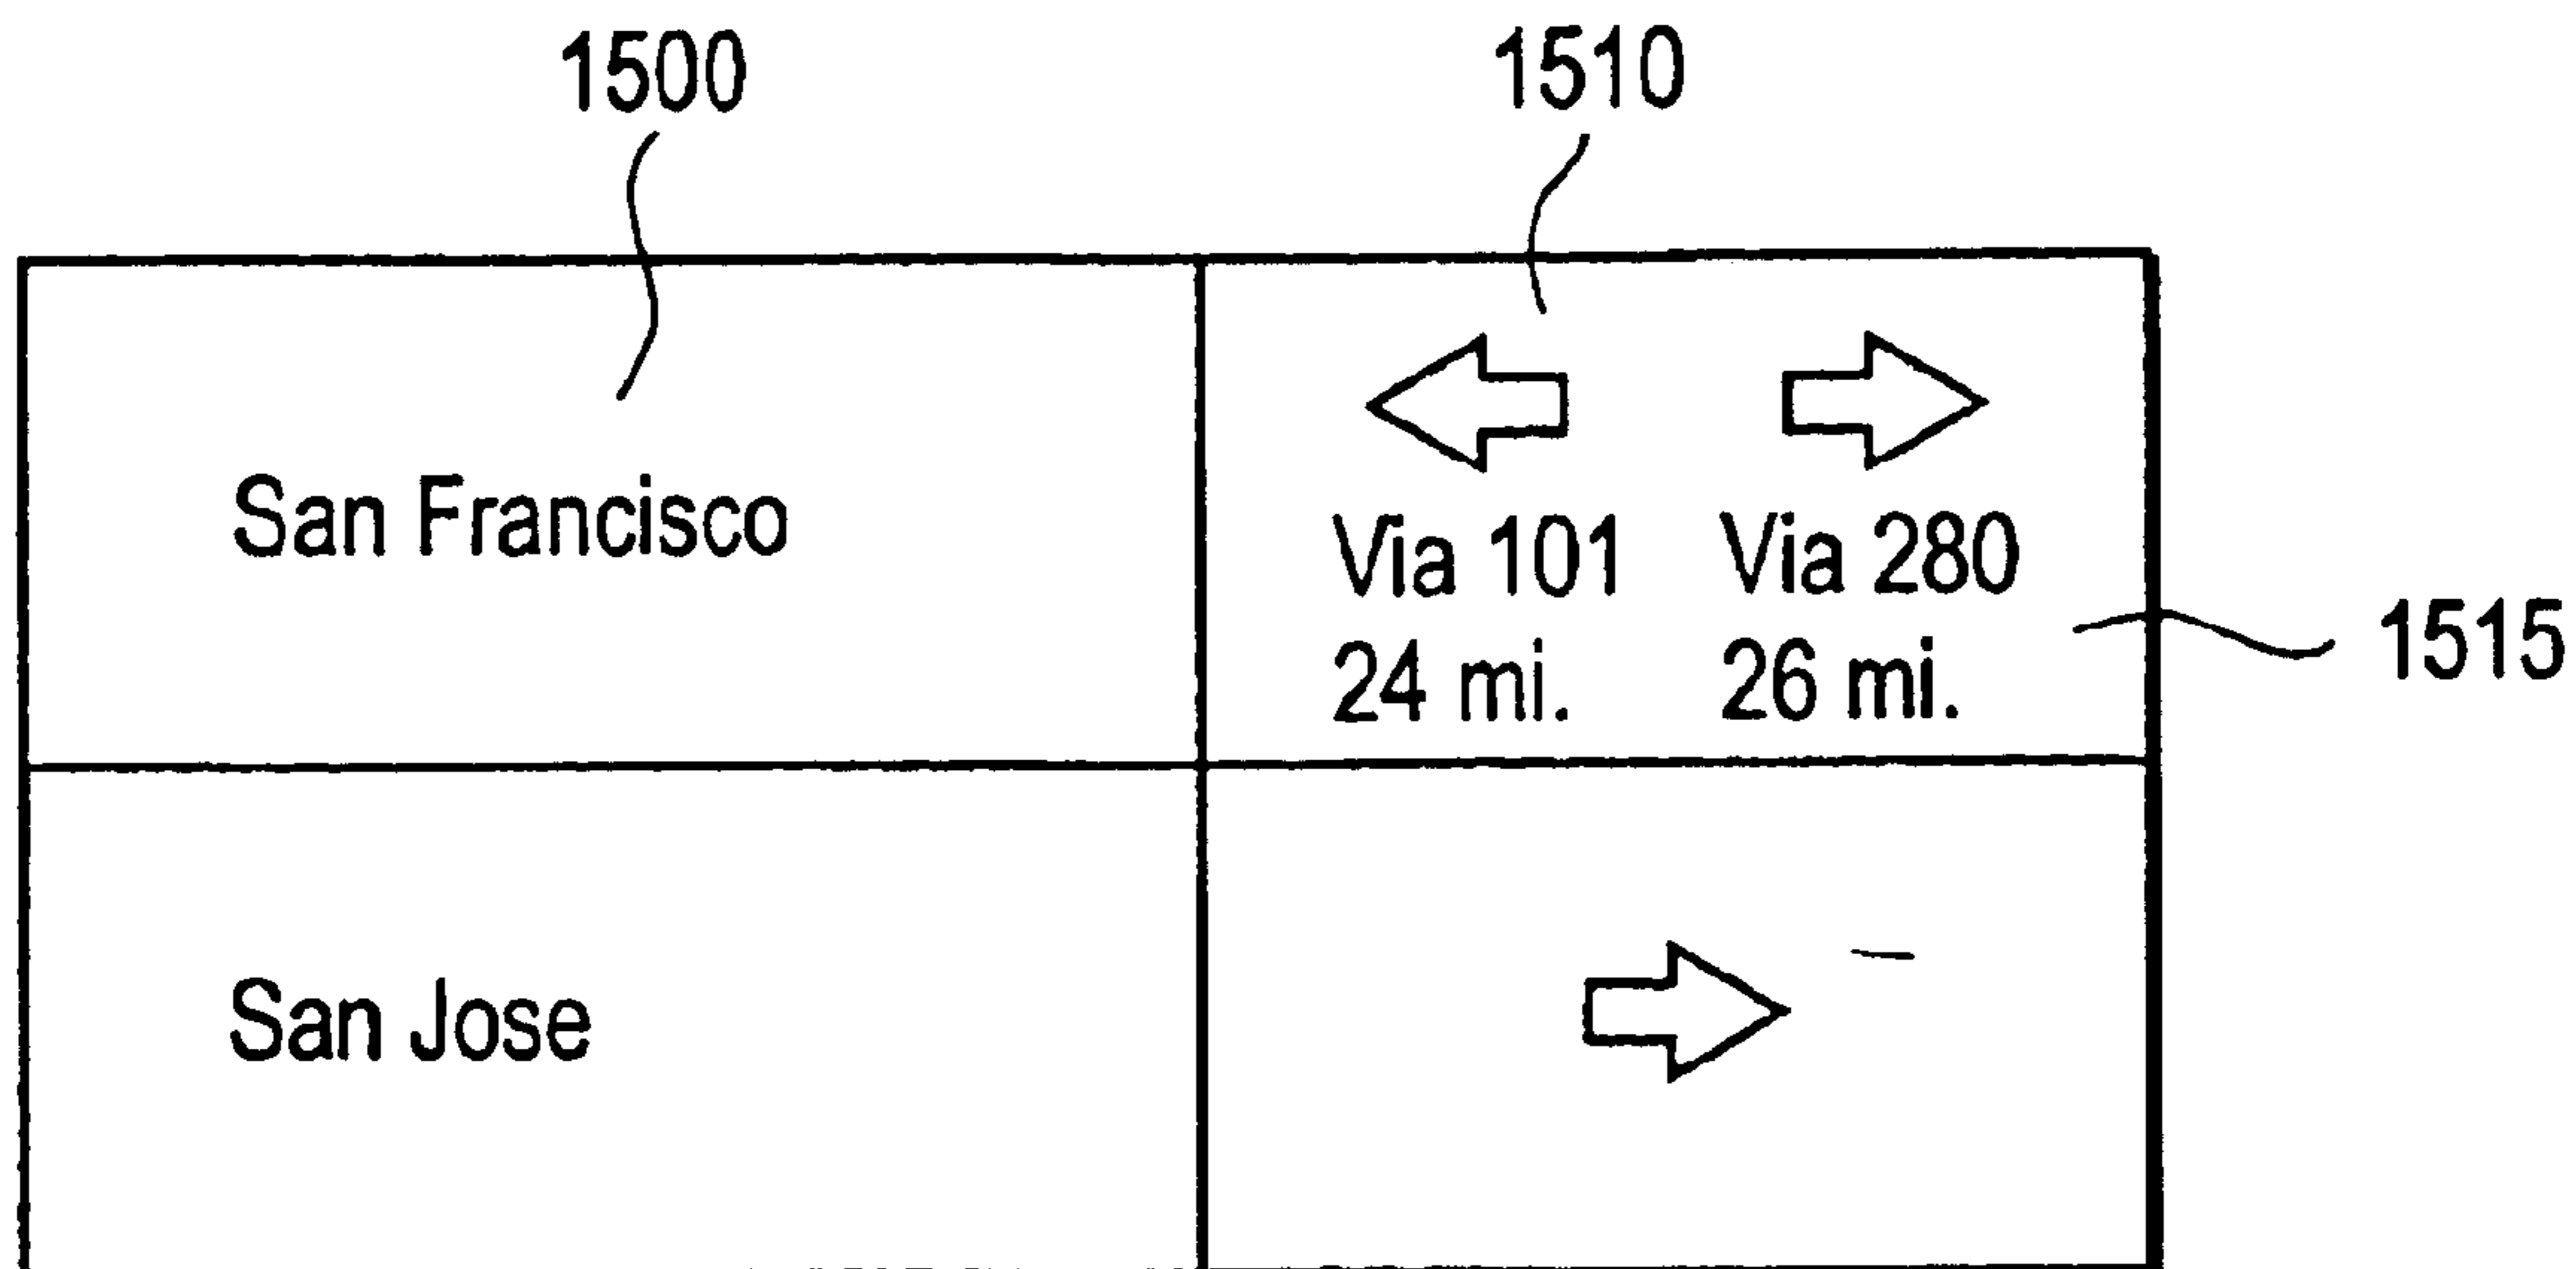 1500
1510
San Francisco
Via 101
24 mi.
Via 280
26 mi.
1515
San Jose